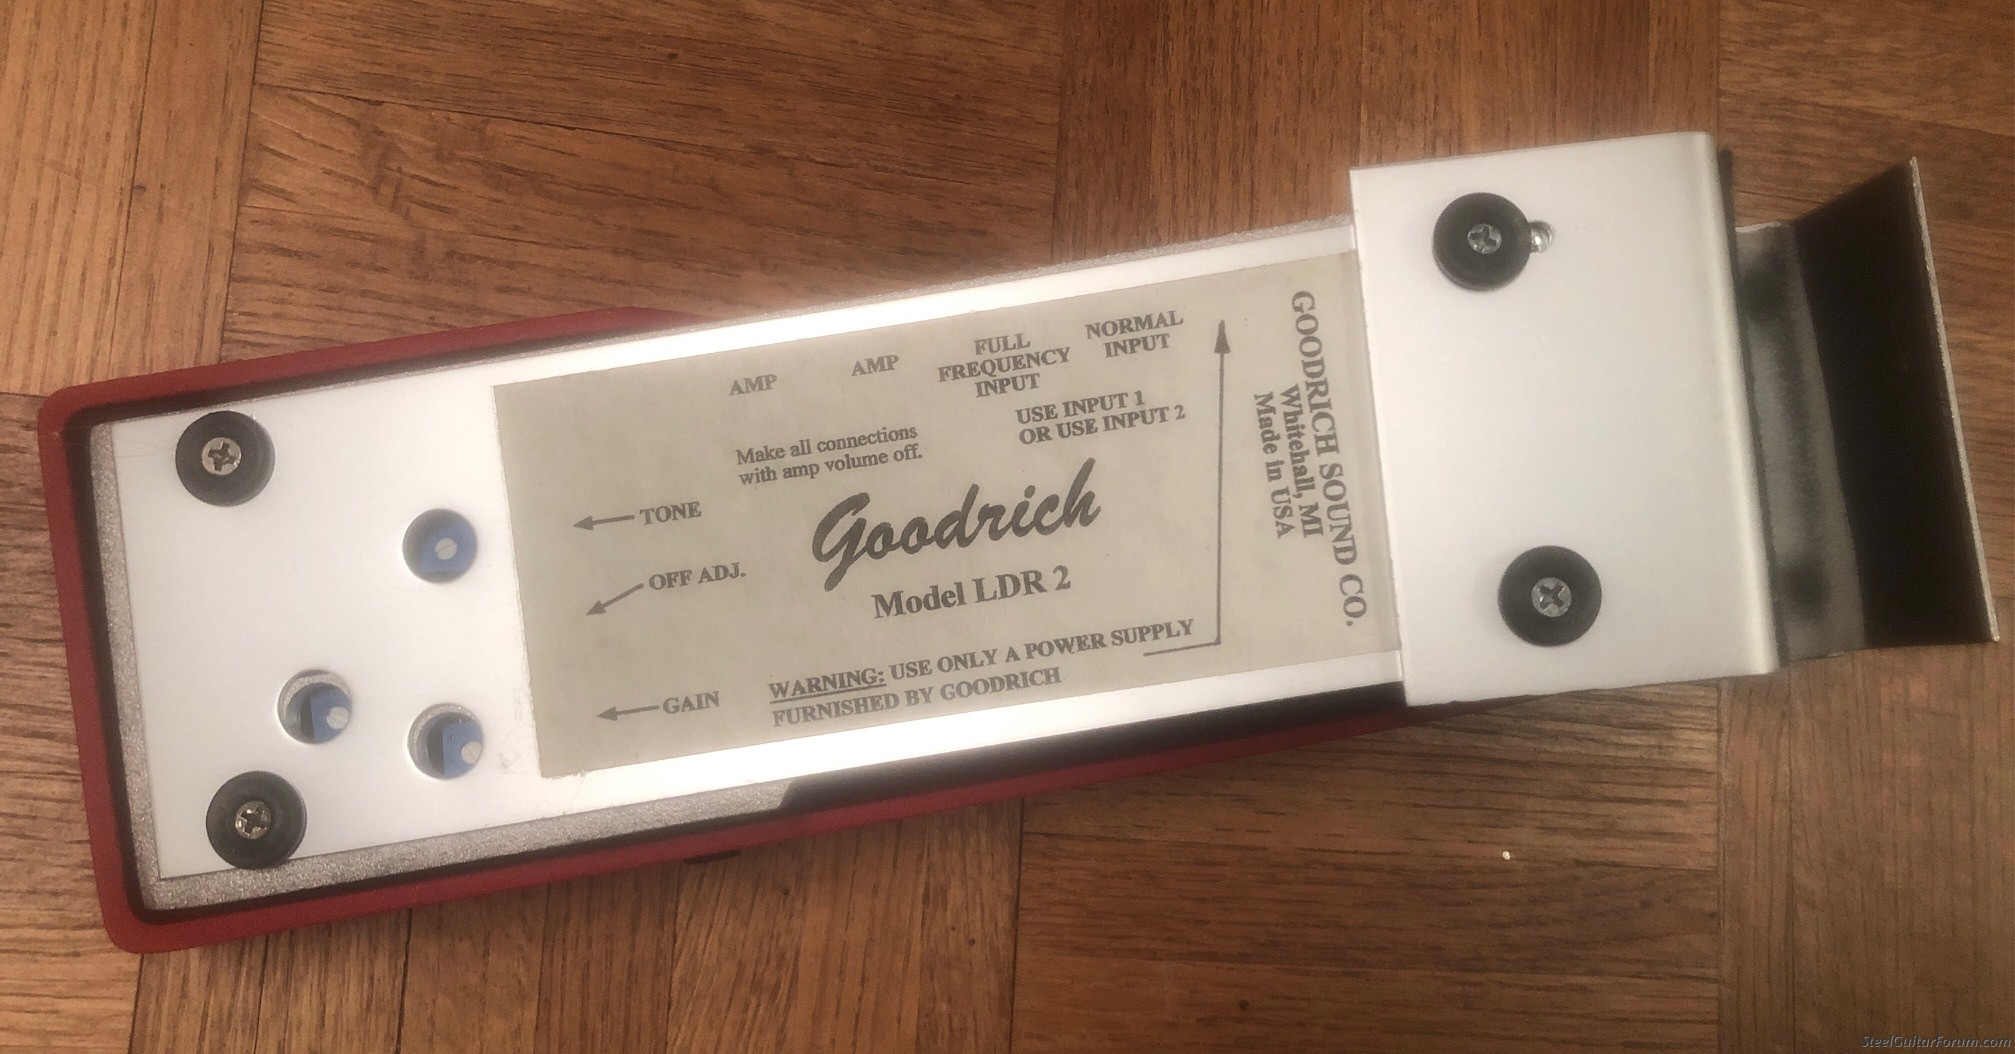 AMP
AMP
FULL
FREQUENCY
INPUT
NORMAL
INPUT
USE INPUT 1
OR USE INPUT 2
Make all connections
with amp volume off.
TONE
OFF ADJ.
GAIN
Goodrich
Model LDR 2
WARNING: USE ONLY A POWER SUPPLY
FURNISHED BY GOODRICH
GOODRICH SOUND CO.
Whitehall, MI
Made in USA
SteelGuitarForum.com